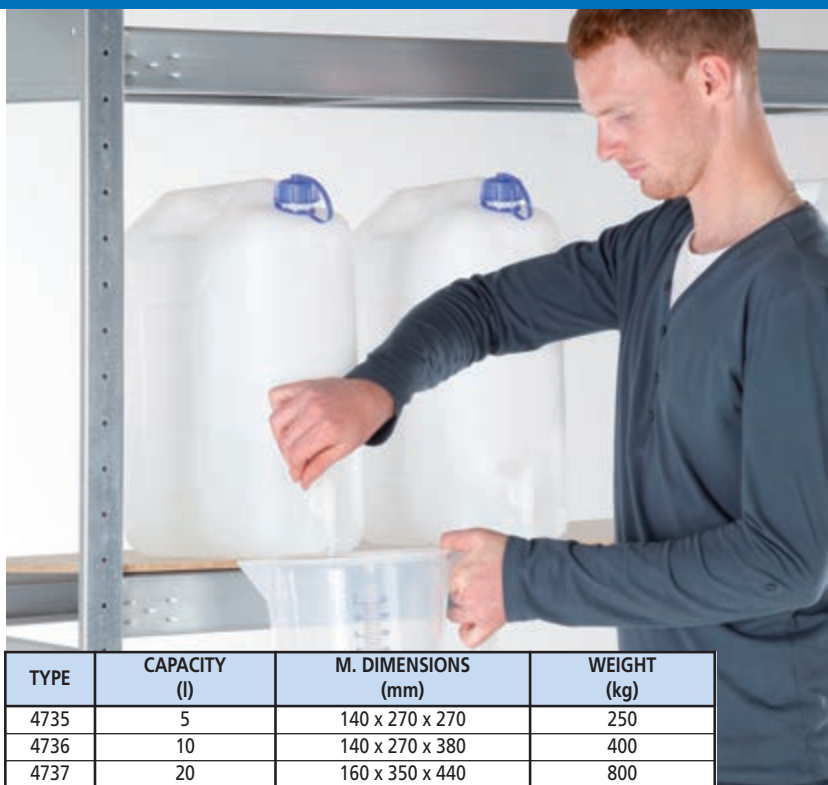 TYPE CAPACITY (l) M. DIMENSIONS (mm) WEIGHT (kg)
4735 5 140 x 270 x 270 250
4736 10 140 x 270 x 380 400
4737 20 160 x 350 x 440 800